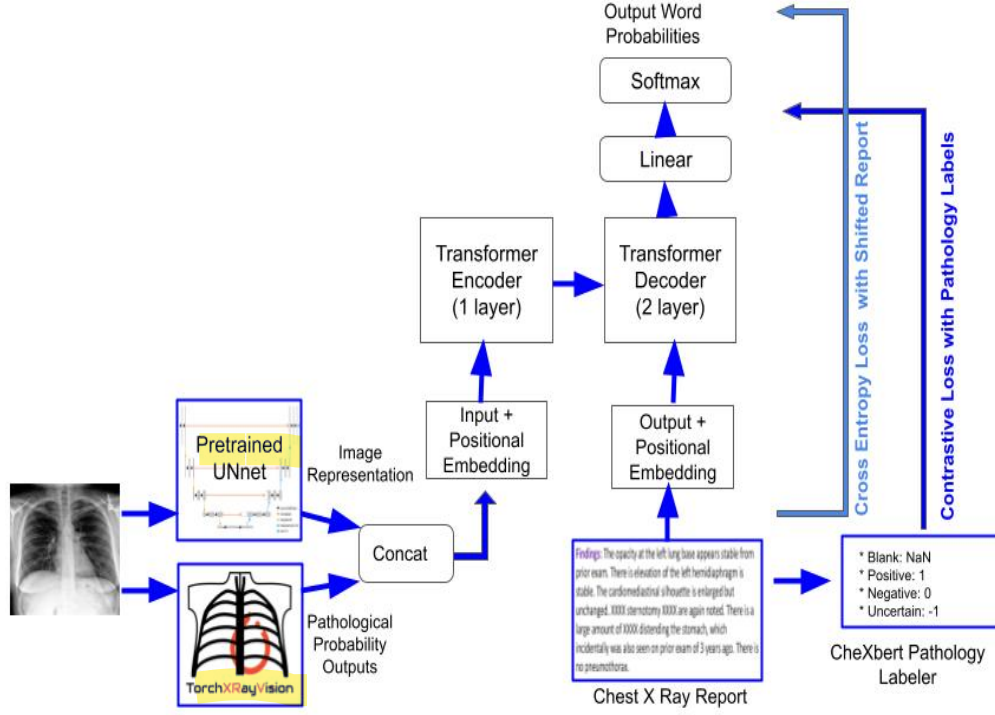 Output Word
Probabilities
Softmax
Linear
Transformer
Encoder
(1 layer)
Transformer
Decoder
(2 layer)
Cross Entropy Loss with Shifted Report
Contrastive Loss with Pathology Labels
Input +
Positional
Embedding
Output +
Positional
Embedding
Pretrained
UNnet
Image
Representation
Concat
TorchXRayVision
Pathological
Probability
Outputs
Findings: The opacity at the left lung base appears stable from
prior exam. There is elevation of the left hemidiaphragm is
stable. The cardiomediastinal silhouette is enlarged but
unchanged. XXXX sternotomy XXXX are again noted. There is a
large amount of XXXX distending the stomach, which
incidentally was also seen on prior exam of 3 years ago. There is
no pneumothorax.
Chest X Ray Report
* Blank: NaN
* Positive: 1
* Negative: 0
* Uncertain: -1
CheXbert Pathology
Labeler